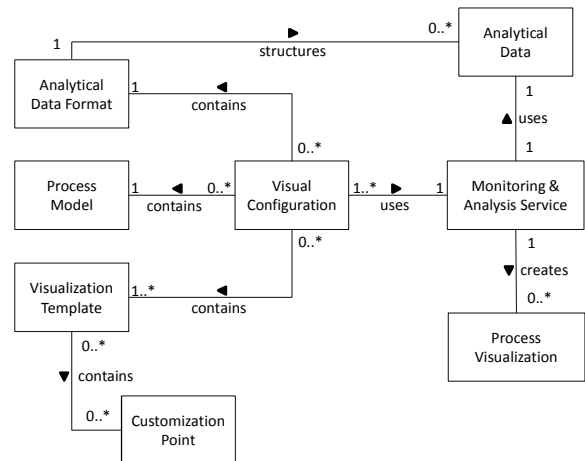 1
structures
0..*
Analytical
Data
Analytical
Data Format
1
contains
0..*
1
uses
1
Process
Model
1
contains
0..*
Visual
Configuration
1..*
uses
1
Monitoring &
Analysis Service
0..*
1
creates
0..*
Visualization
Template
1..*
contains
Process
Visualization
0..*
contains
0..*
Customization
Point